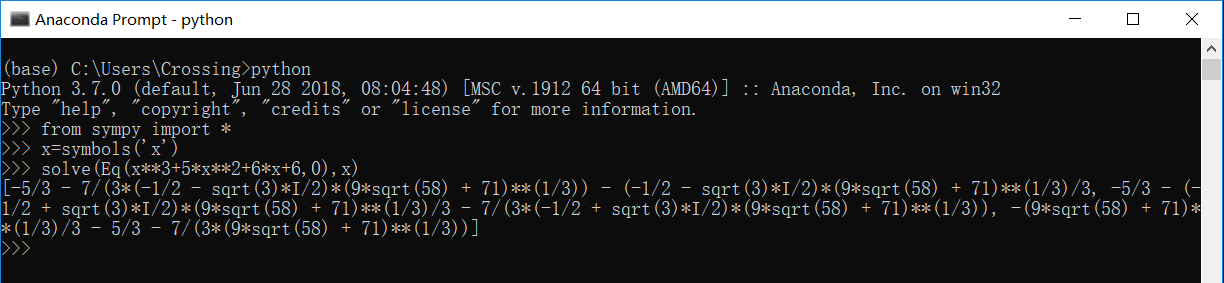 Anaconda Prompt - python
(base) C:\Users\Crossing>python
Python 3.7.0 (default, Jun 28 2018, 08:04:48) [MSC v.1912 64 bit (AMD64)] :: Anaconda, Inc. on win32
Type "help", "copyright", "credits" or "license" for more information.
>>> from sympy import *
>>> x=symbols('x')
>>> solve(Eq(x**3+5*x**2+6*x+6,0),x)
[-5/3 - 7/(3*(-1/2 - sqrt(3)*I/2)*(9*sqrt(58) + 71)**(1/3)) - (-1/2 - sqrt(3)*I/2)*(9*sqrt(58) + 71)**(1/3)/3, -5/3 - (-
1/2 + sqrt(3)*I/2)*(9*sqrt(58) + 71)**(1/3)/3 - 7/(3*(-1/2 + sqrt(3)*I/2)*(9*sqrt(58) + 71)**(1/3)), -(9*sqrt(58) + 71)*
*(1/3)/3 - 5/3 - 7/(3*(9*sqrt(58) + 71)**(1/3))]
>>>